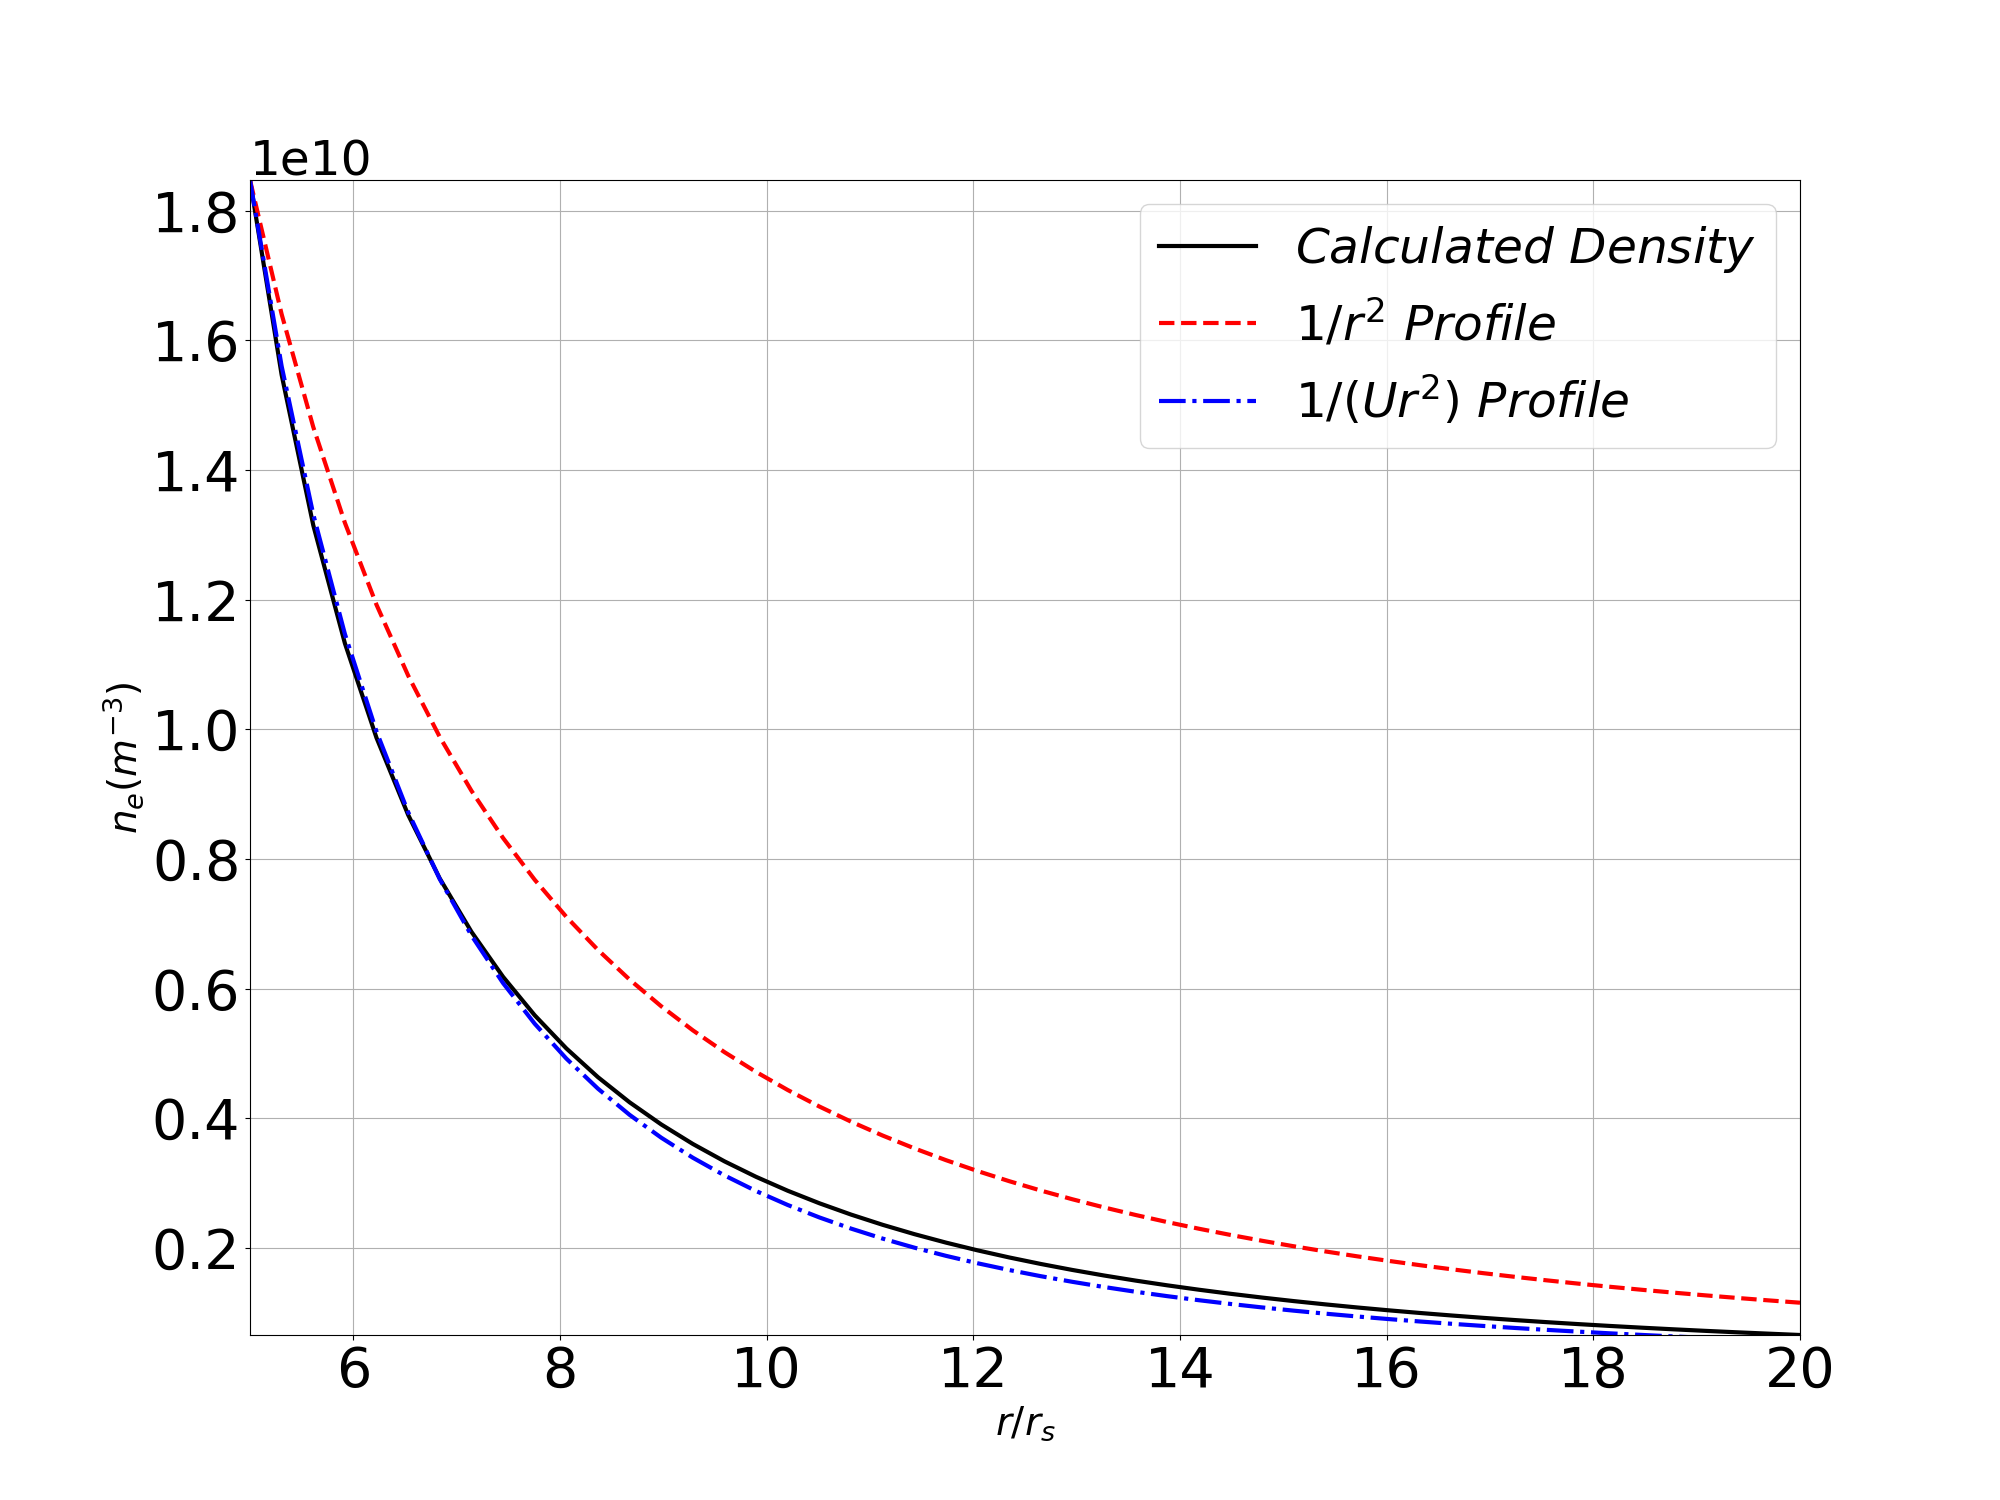 1e10
1.8
1.6
1.4
1.2
1.0
0.8
0.6
0.4
0.2
n_e(m^{-3})
Calculated Density
1/r^2 Profile
1/(Ur^2) Profile
6 8 10 12 14 16 18 20
r/r_s